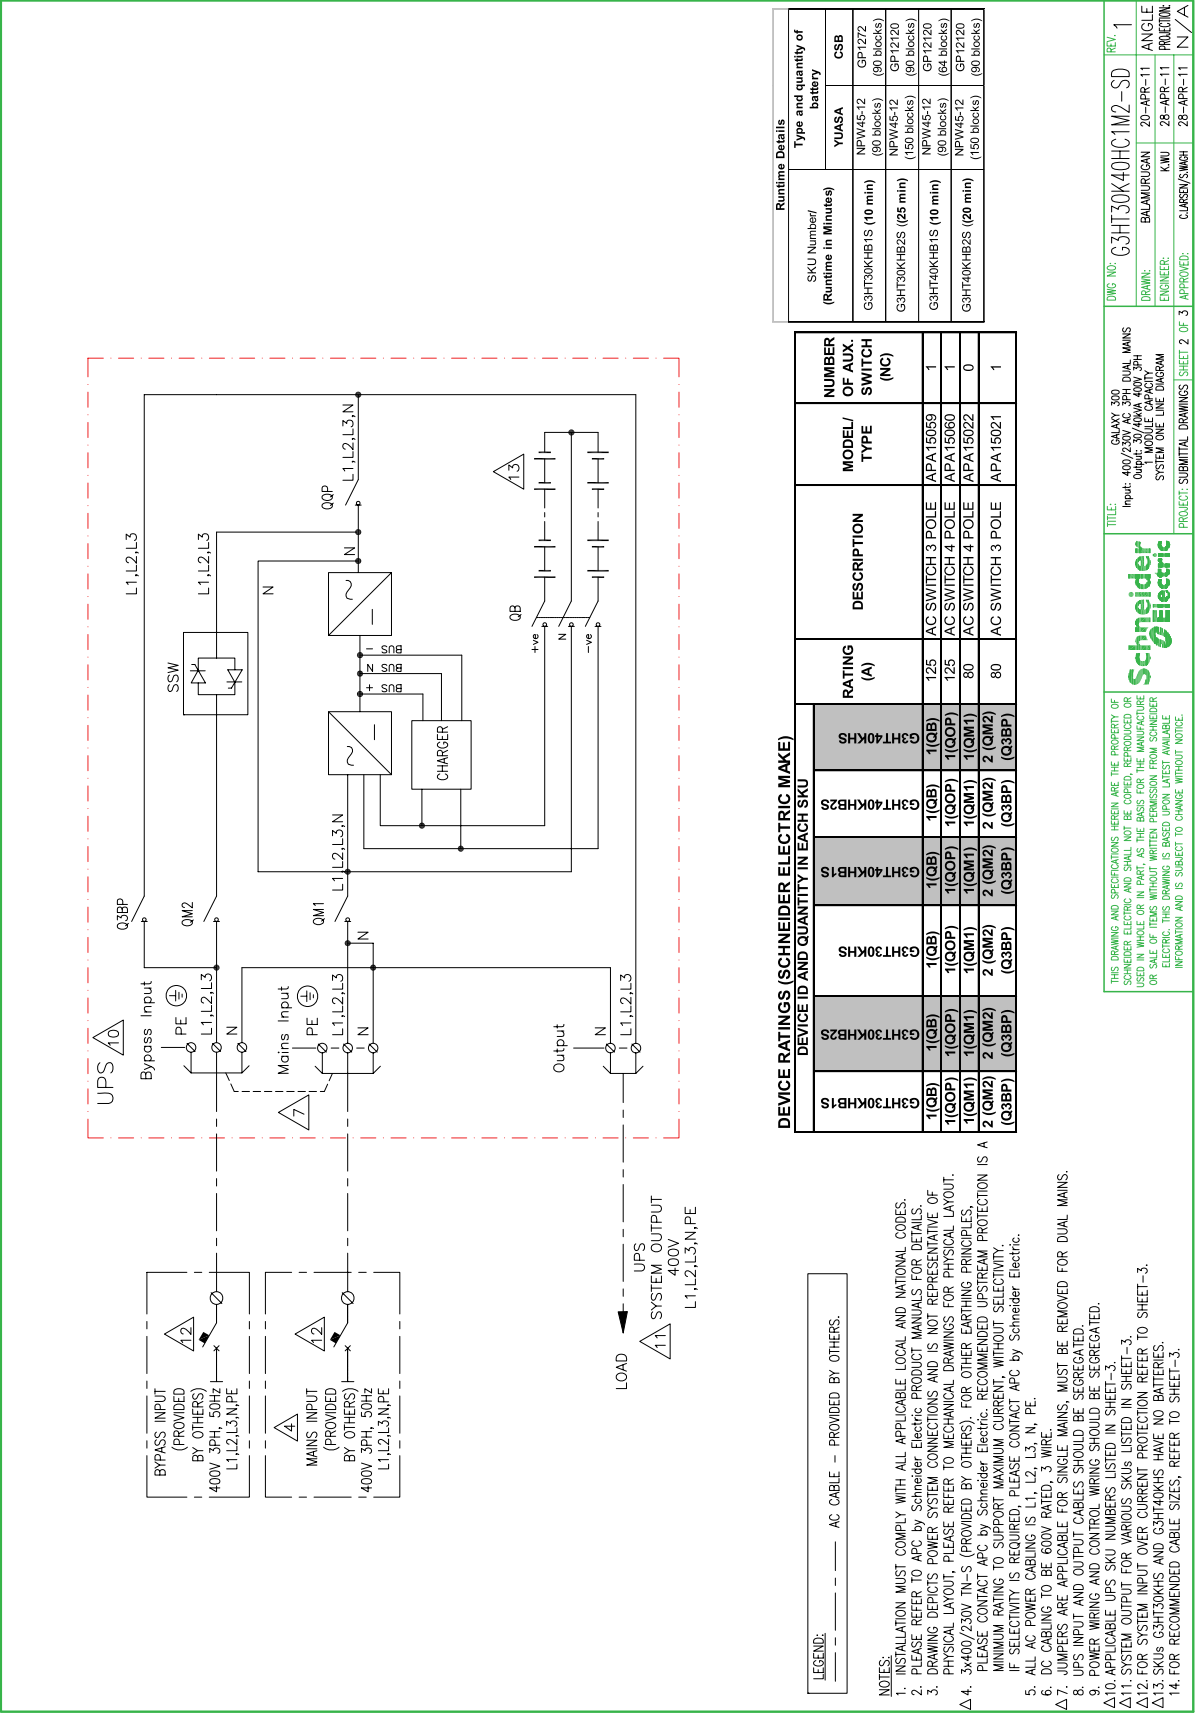 UPS
10
Bypass Input
PE
L1,L2,L3
N
Mains Input
PE
L1,L2,L3
N
Output
N
L1,L2,L3
7
Q3BP
QM2
QM1
L1,L2,L3
L1,L2,L3
N
SSW
L1,L2,L3,N
BUS +
BUS N
BUS -
CHARGER
N
QOP
L1,L2,L3,N
QB
+ve
N
-ve
13
BYPASS INPUT
(PROVIDED
BY OTHERS)
400V 3PH, 50Hz
L1,L2,L3,N,PE
12
4
MAINS INPUT
(PROVIDED
BY OTHERS)
400V 3PH, 50Hz
L1,L2,L3,N,PE
12
LOAD
11
UPS
SYSTEM OUTPUT
400V
L1,L2,L3,N,PE
LEGEND:
AC CABLE - PROVIDED BY OTHERS.
NOTES:
1. INSTALLATION MUST COMPLY WITH ALL APPLICABLE LOCAL AND NATIONAL CODES.
2. PLEASE REFER TO APC by Schneider Electric PRODUCT MANUALS FOR DETAILS.
3. DRAWING DEPICTS POWER SYSTEM CONNECTIONS AND IS NOT REPRESENTATIVE OF
PHYSICAL LAYOUT, PLEASE REFER TO MECHANICAL DRAWINGS FOR PHYSICAL LAYOUT.
4. 3x400/230V TN-S (PROVIDED BY OTHERS). FOR OTHER EARTHING PRINCIPLES,
PLEASE CONTACT APC by Schneider Electric. RECOMMENDED UPSTREAM PROTECTION IS A
MINIMUM RATING TO SUPPORT MAXIMUM CURRENT, WITHOUT SELECTIVITY.
IF SELECTIVITY IS REQUIRED, PLEASE CONTACT APC by Schneider Electric.
5. ALL AC POWER CABLING IS L1, L2, L3, N, PE.
6. DC CABLING TO BE 600V RATED, 3 WIRE.
7. JUMPERS ARE APPLICABLE FOR SINGLE MAINS, MUST BE REMOVED FOR DUAL MAINS.
8. UPS INPUT AND OUTPUT CABLES SHOULD BE SEGREGATED.
9. POWER WIRING AND CONTROL WIRING SHOULD BE SEGREGATED.
10. APPLICABLE UPS SKU NUMBERS LISTED IN SHEET-3.
11. SYSTEM OUTPUT FOR VARIOUS SKUs LISTED IN SHEET-3.
12. FOR SYSTEM INPUT OVER CURRENT PROTECTION REFER TO SHEET-3.
13. SKUs G3HT30KHS AND G3HT40KHS HAVE NO BATTERIES.
14. FOR RECOMMENDED CABLE SIZES, REFER TO SHEET-3.
DEVICE RATINGS (SCHNEIDER ELECTRIC MAKE)
DEVICE ID AND QUANTITY IN EACH SKU RATING (A) DESCRIPTION MODEL/ TYPE NUMBER OF AUX. SWITCH (NC)
G3HT30KHB1S G3HT30KHB2S G3HT30KHS G3HT40KHB1S G3HT40KHB2S G3HT40KHS
1(QB) 1(QB) 1(QB) 1(QB) 1(QB) 1(QB) 125 AC SWITCH 3 POLE APA15059 1
1(QOP) 1(QOP) 1(QOP) 1(QOP) 1(QOP) 1(QOP) 125 AC SWITCH 4 POLE APA15060 1
1(QM1) 1(QM1) 1(QM1) 1(QM1) 1(QM1) 1(QM1) 80 AC SWITCH 4 POLE APA15022 0
2 (QM2) 2 (QM2) 2 (QM2) 2 (QM2) 2 (QM2) 2 (QM2) 80 AC SWITCH 3 POLE APA15021 1
(Q3BP) (Q3BP) (Q3BP) (Q3BP) (Q3BP) (Q3BP)
Runtime Details
SKU Number/ (Runtime in Minutes) Type and quantity of battery
YUASA CSB
G3HT30KHB1S (10 min) NPW45-12 (90 blocks) GP1272 (90 blocks)
G3HT30KHB2S ((25 min) NPW45-12 (150 blocks) GP12120 (90 blocks)
G3HT40KHB1S (10 min) NPW45-12 (90 blocks) GP12120 (64 blocks)
G3HT40KHB2S ((20 min) NPW45-12 (150 blocks) GP12120 (90 blocks)
THIS DRAWING AND SPECIFICATIONS HEREIN ARE THE PROPERTY OF
SCHNEIDER ELECTRIC AND SHALL NOT BE COPIED, REPRODUCED OR
USED IN WHOLE OR IN PART, AS THE BASIS FOR THE MANUFACTURE
OR SALE OF ITEMS WITHOUT WRITTEN PERMISSION FROM SCHNEIDER
ELECTRIC. THIS DRAWING IS BASED UPON LATEST AVAILABLE
INFORMATION AND IS SUBJECT TO CHANGE WITHOUT NOTICE.
Schneider
Electric
TITLE:
GALAXY 300
Input: 400/230V AC 3PH DUAL MAINS
Output: 30/40kVA 400V 3PH
1 MODULE CAPACITY
SYSTEM ONE LINE DIAGRAM
PROJECT: SUBMITTAL DRAWINGS SHEET 2 OF 3
DWG NO: G3HT30K40HC1M2-SD REV. 1
DRAWN: BALAMURUGAN 20-APR-11
ENGINEER: K.WU 28-APR-11
APPROVED: C.LARSEN/S.WAGH 28-APR-11
ANGLE
PROJECTION:
N/A